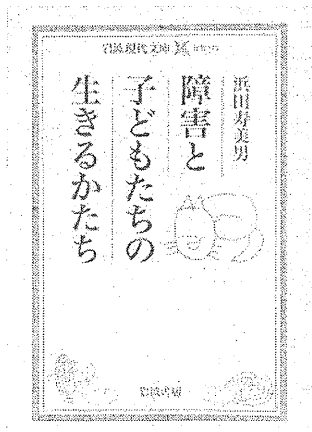 岩波現代文庫
浜田寿美男
障害と
子どもたちの
生きるかたち
岩波書店